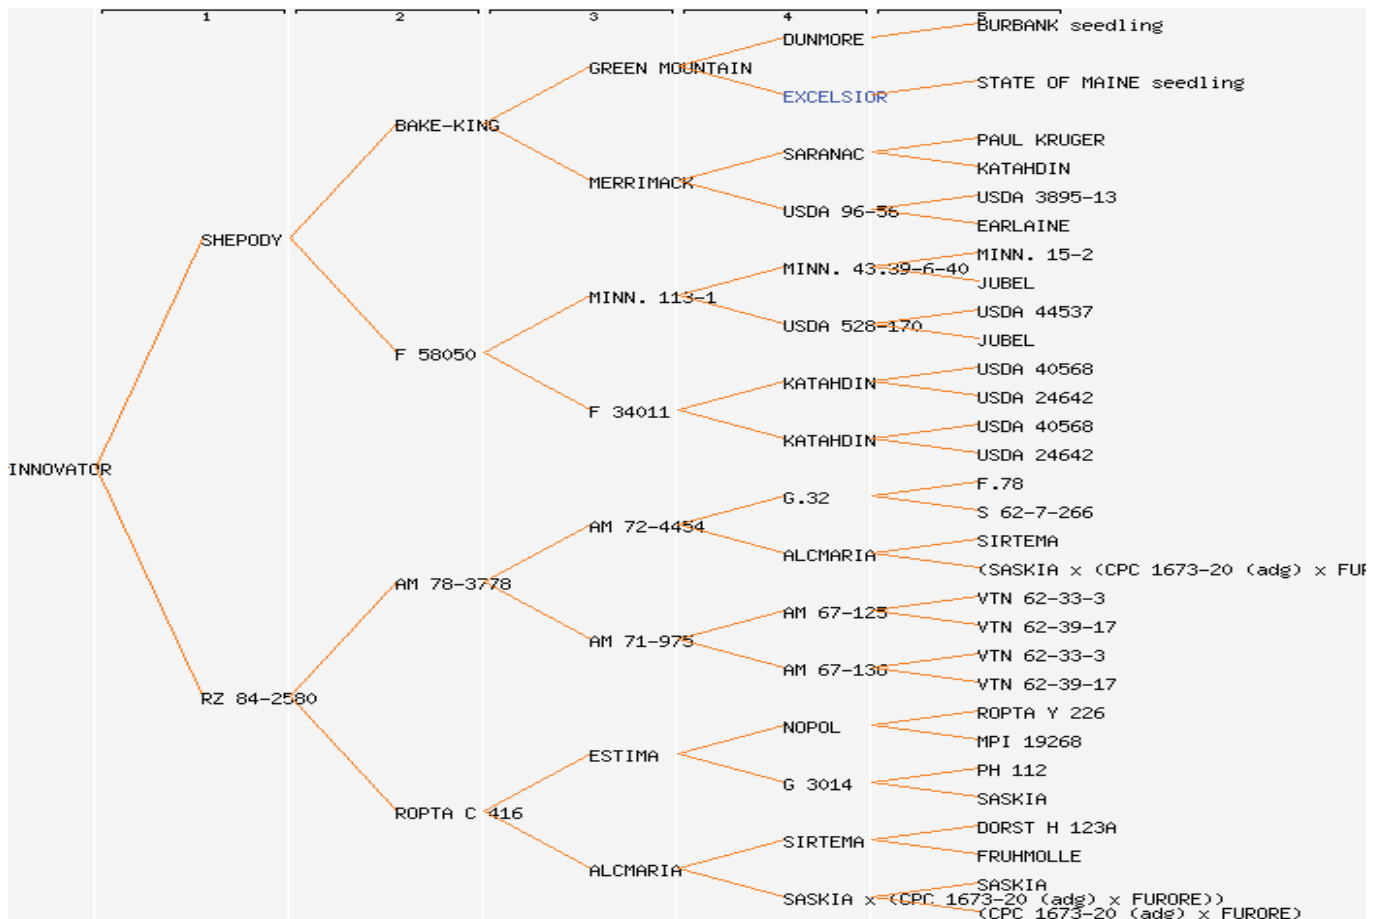 1 2 3 4 5
BURBANK seedling
DUNMORE
GREEN MOUNTAIN
STATE OF MAINE seedling
EXCELSIOR
BAKE-KING
PAUL KRUGER
SARANAC
KATAHDIN
MERRIMACK
USDA 3895-13
USDA 96-56
EARLAINE
SHEPODY
MINN. 15-2
MINN. 43.39-6-40
JUBEL
MINN. 113-1
USDA 44537
USDA 528-170
JUBEL
F 58050
USDA 40568
KATAHDIN
USDA 24642
F 34011
USDA 40568
KATAHDIN
USDA 24642
INNOVATOR
F.78
G.32
S 62-7-266
AM 72-4454
SIRTEMA
ALCMARIA
(SASKIA x (CPC 1673-20 (adg) x FUR
AM 78-3778
VTN 62-33-3
AM 67-125
VTN 62-39-17
AM 71-975
VTN 62-33-3
AM 67-136
VTN 62-39-17
RZ 84-2580
ROPTA Y 226
NOPOL
MPI 19268
ESTIMA
PH 112
G 3014
SASKIA
ROPTA C 416
DORST H 123A
SIRTEMA
FRUHMOLLE
ALCMARIA
SASKIA
SASKIA x (CPC 1673-20 (adg) x FURORE))
(CPC 1673-20 (adg) x FURORE)